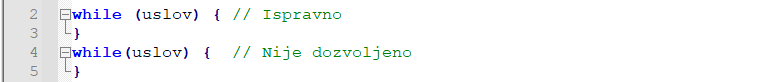 2 while (uslov) { // Ispravno
3 }
4 while(uslov) {  // Nije dozvoljeno
5 }